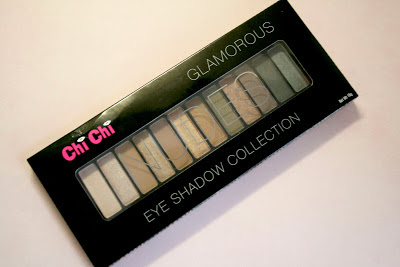 GLAMOROUS
Chi Chi
NUDES
EYE SHADOW COLLECTION